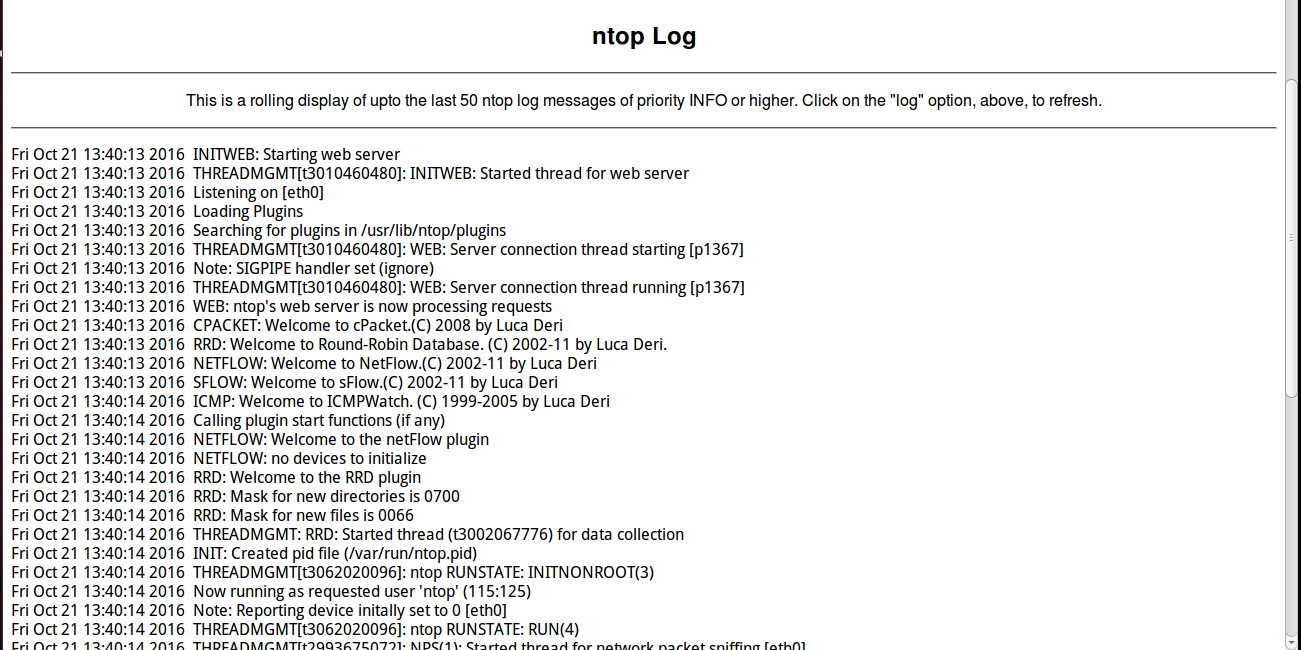 ntop Log
This is a rolling display of upto the last 50 ntop log messages of priority INFO or higher. Click on the "log" option, above, to refresh.
Fri Oct 21 13:40:13 2016 INITWEB: Starting web server
Fri Oct 21 13:40:13 2016 THREADMGMT[t3010460480]: INITWEB: Started thread for web server
Fri Oct 21 13:40:13 2016 Listening on [eth0]
Fri Oct 21 13:40:13 2016 Loading Plugins
Fri Oct 21 13:40:13 2016 Searching for plugins in /usr/lib/ntop/plugins
Fri Oct 21 13:40:13 2016 THREADMGMT[t3010460480]: WEB: Server connection thread starting [p1367]
Fri Oct 21 13:40:13 2016 Note: SIGPIPE handler set (ignore)
Fri Oct 21 13:40:13 2016 THREADMGMT[t3010460480]: WEB: Server connection thread running [p1367]
Fri Oct 21 13:40:13 2016 WEB: ntop's web server is now processing requests
Fri Oct 21 13:40:13 2016 CPACKET: Welcome to cPacket.(C) 2008 by Luca Deri
Fri Oct 21 13:40:13 2016 RRD: Welcome to Round-Robin Database. (C) 2002-11 by Luca Deri.
Fri Oct 21 13:40:13 2016 NETFLOW: Welcome to NetFlow.(C) 2002-11 by Luca Deri
Fri Oct 21 13:40:13 2016 SFLOW: Welcome to sFlow.(C) 2002-11 by Luca Deri
Fri Oct 21 13:40:14 2016 ICMP: Welcome to ICMPWatch. (C) 1999-2005 by Luca Deri
Fri Oct 21 13:40:14 2016 Calling plugin start functions (if any)
Fri Oct 21 13:40:14 2016 NETFLOW: Welcome to the netFlow plugin
Fri Oct 21 13:40:14 2016 NETFLOW: no devices to initialize
Fri Oct 21 13:40:14 2016 RRD: Welcome to the RRD plugin
Fri Oct 21 13:40:14 2016 RRD: Mask for new directories is 0700
Fri Oct 21 13:40:14 2016 RRD: Mask for new files is 0066
Fri Oct 21 13:40:14 2016 THREADMGMT: RRD: Started thread (t3002067776) for data collection
Fri Oct 21 13:40:14 2016 INIT: Created pid file (/var/run/ntop.pid)
Fri Oct 21 13:40:14 2016 THREADMGMT[t3062020096]: ntop RUNSTATE: INITNONROOT(3)
Fri Oct 21 13:40:14 2016 Now running as requested user 'ntop' (115:125)
Fri Oct 21 13:40:14 2016 Note: Reporting device initally set to 0 [eth0]
Fri Oct 21 13:40:14 2016 THREADMGMT[t3062020096]: ntop RUNSTATE: RUN(4)
Fri Oct 21 13:40:14 2016 THREADMGMT[t2993675072]: NPS(1): Started thread for network packet sniffing [eth0]